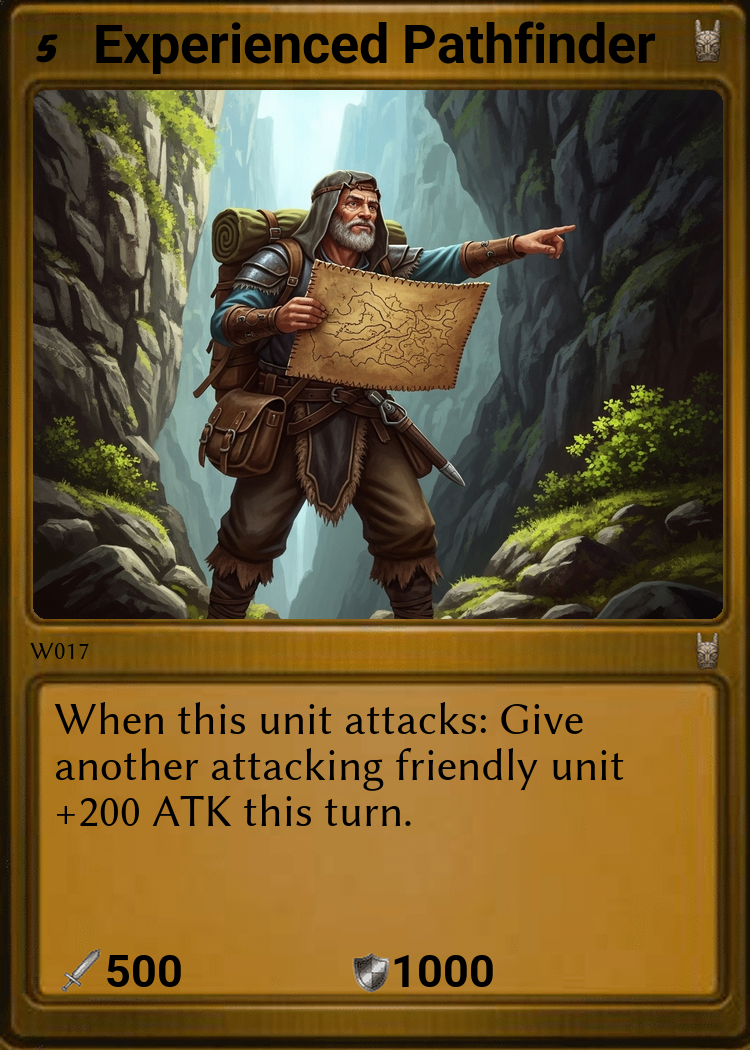 5 Experienced Pathfinder
W017
When this unit attacks: Give
another attacking friendly unit
+200 ATK this turn.
500 1000